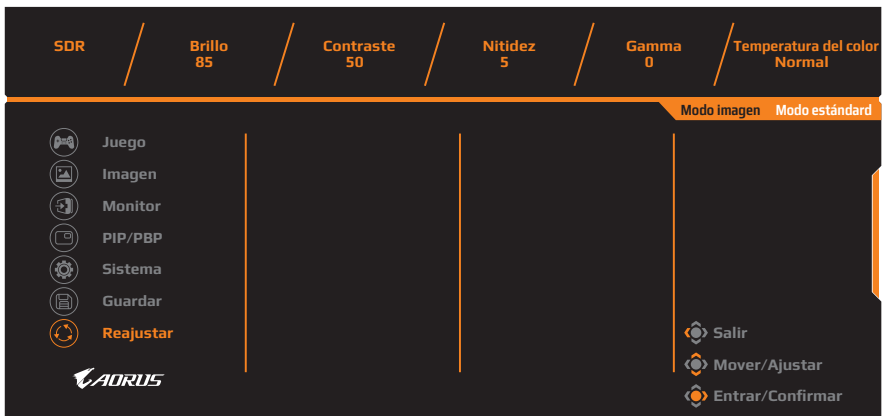 SDR Brillo Contraste Nitidez Gamma Temperatura del color
85 50 5 0 Normal
Modo imagen Modo estándard
Juego
Imagen
Monitor
PIP/PBP
Sistema
Guardar
Reajustar
Salir
Mover/Ajustar
Entrar/Confirmar
AORUS